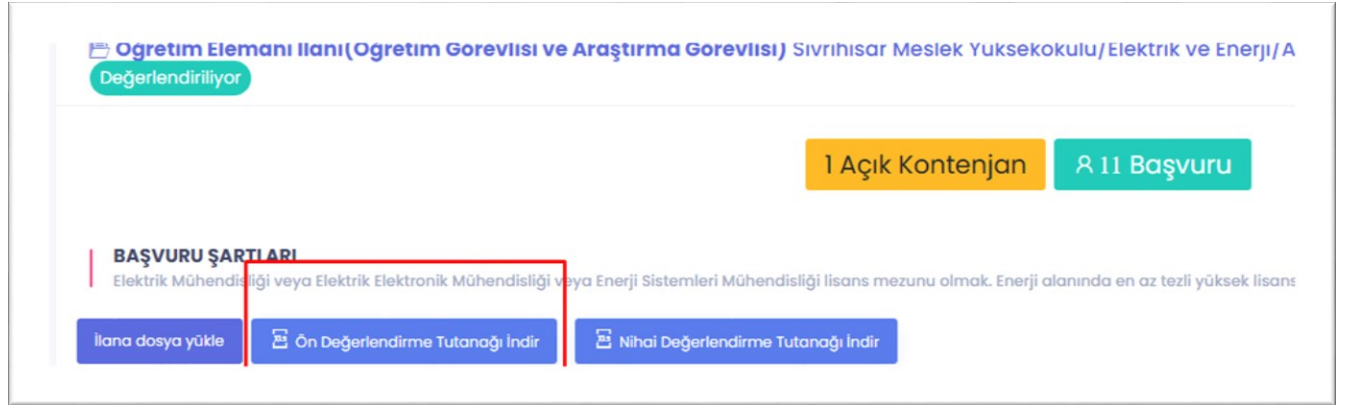 Öğretim Elemanı İlanı(Öğretim Görevlisi ve Araştırma Görevlisi) Sivrihisar Meslek Yüksekokulu/Elektrik ve Enerji/A
Değerlendiriliyor
1 Açık Kontenjan 11 Başvuru
BAŞVURU ŞARTLARI
Elektrik Mühendisliği veya Elektrik Elektronik Mühendisliği veya Enerji Sistemleri Mühendisliği lisans mezunu olmak. Enerji alanında en az tezli yüksek lisans
İlana dosya yükle Ön Değerlendirme Tutanağı İndir Nihai Değerlendirme Tutanağı İndir